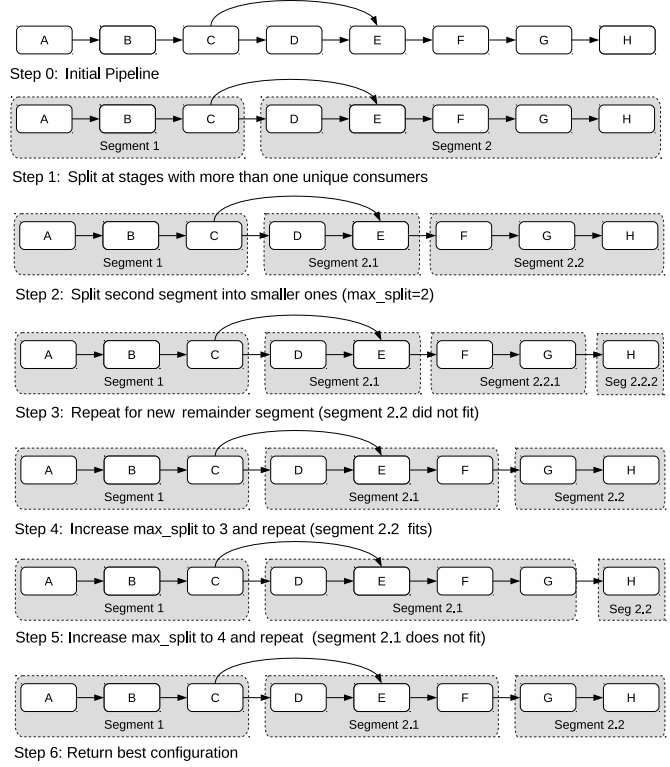 A B C D E F G H
Step 0: Initial Pipeline
A B C D E F G H
Segment 1 Segment 2
Step 1: Split at stages with more than one unique consumers
A B C D E F G H
Segment 1 Segment 2.1 Segment 2.2
Step 2: Split second segment into smaller ones (max_split=2)
A B C D E F G H
Segment 1 Segment 2.1 Segment 2.2.1 Seg 2.2.2
Step 3: Repeat for new remainder segment (segment 2.2 did not fit)
A B C D E F G H
Segment 1 Segment 2.1 Segment 2.2
Step 4: Increase max_split to 3 and repeat (segment 2.2 fits)
A B C D E F G H
Segment 1 Segment 2.1 Seg 2.2
Step 5: Increase max_split to 4 and repeat (segment 2.1 does not fit)
A B C D E F G H
Segment 1 Segment 2.1 Segment 2.2
Step 6: Return best configuration